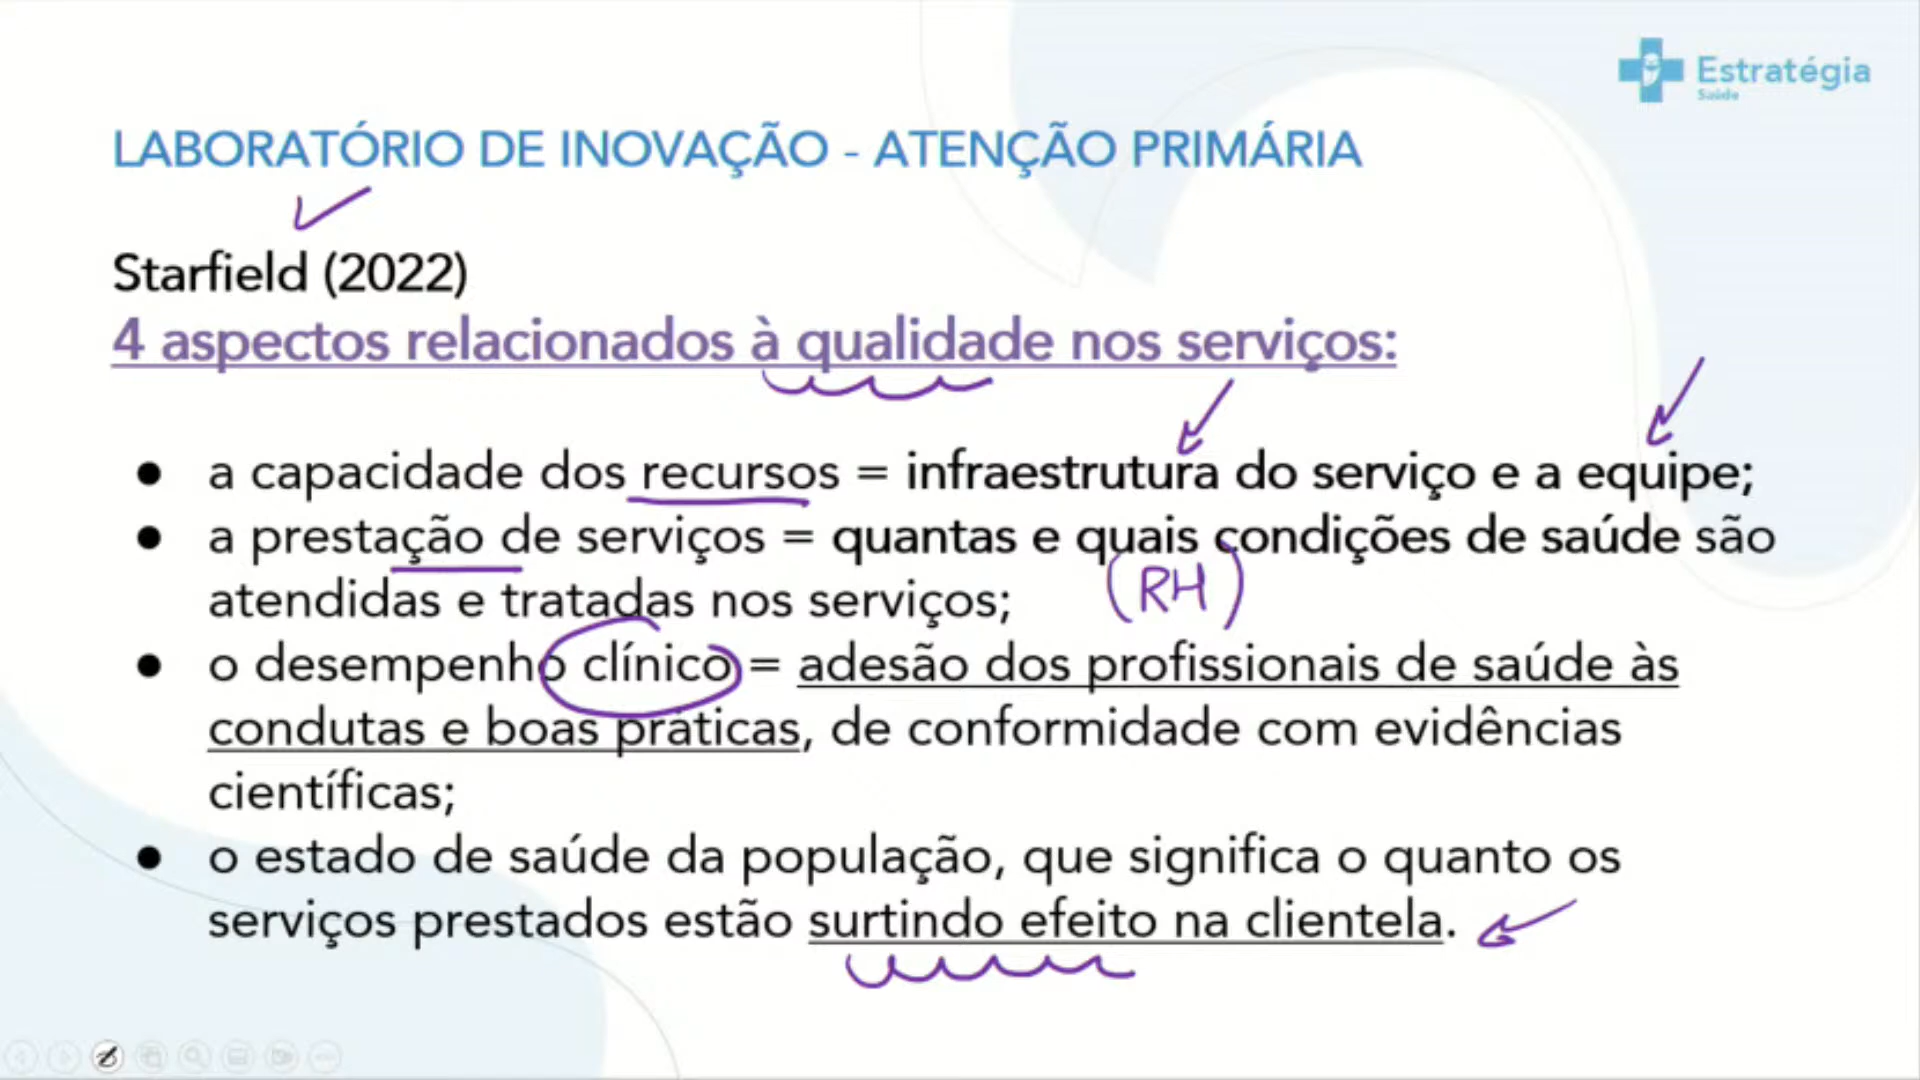 Estratégia
Saúde
LABORATÓRIO DE INOVAÇÃO - ATENÇÃO PRIMÁRIA
Starfield (2022)
4 aspectos relacionados à qualidade nos serviços:
● a capacidade dos recursos = infraestrutura do serviço e a equipe;
● a prestação de serviços = quantas e quais condições de saúde são
atendidas e tratadas nos serviços;
(RH)
● o desempenho clínico = adesão dos profissionais de saúde às
condutas e boas práticas, de conformidade com evidências
científicas;
● o estado de saúde da população, que significa o quanto os
serviços prestados estão surtindo efeito na clientela.